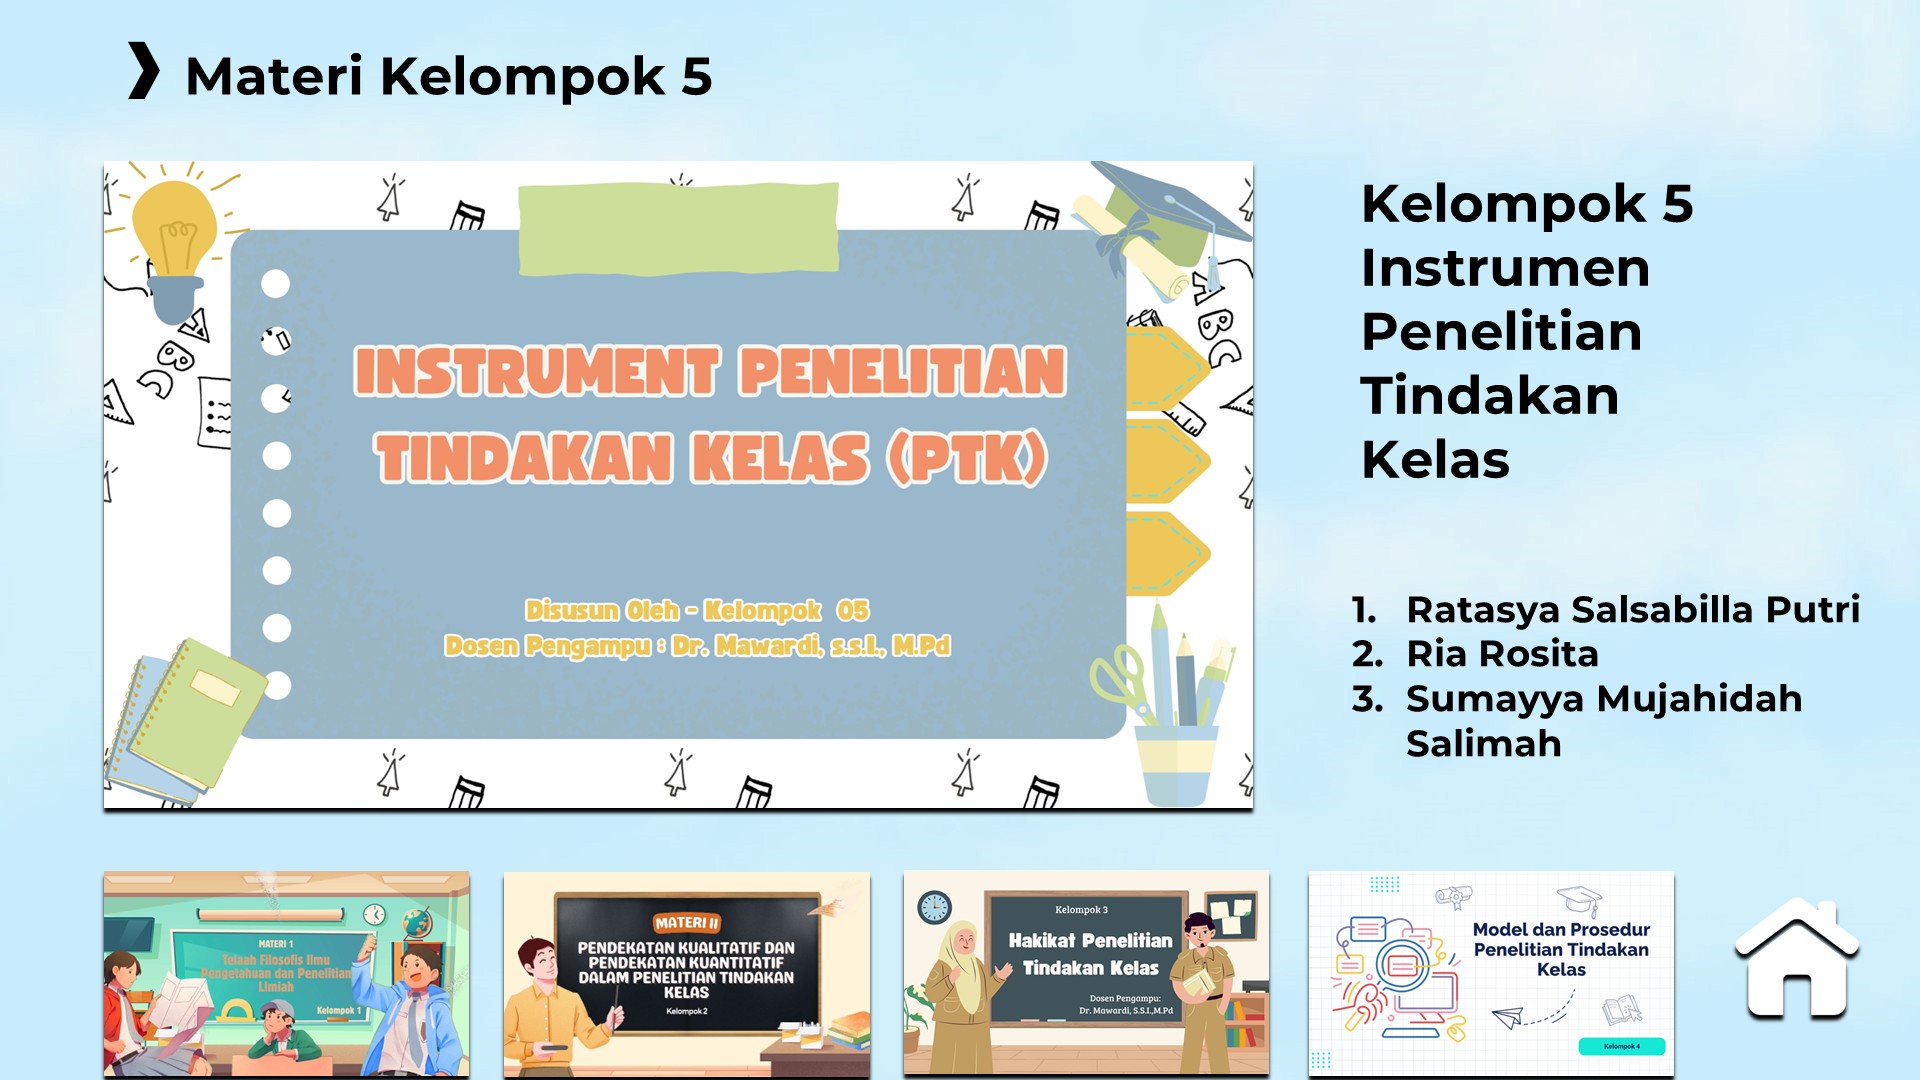 Materi Kelompok 5
INSTRUMENT PENELITIAN
TINDAKAN KELAS (PTK)
Disusun Oleh - Kelompok 05
Dosen Pengampu : Dr. Mawardi, s.s.I., M.Pd
Kelompok 5
Instrumen
Penelitian
Tindakan
Kelas
1. Ratasya Salsabilla Putri
2. Ria Rosita
3. Sumayya Mujahidah
Salimah
MATERI 1
Telaah Filosofis Ilmu
Pengetahuan dan Penelitian
Limiah
Kelompok 1
MATERI II
PENDEKATAN KUALITATIF DAN
PENDEKATAN KUANTITATIF
DALAM PENELITIAN TINDAKAN
KELAS
Kelompok 2
Kelompok 3
Hakikat Penelitian
Tindakan Kelas
Dosen Pengampu:
Dr. Mawardi, S.S.I.,M.Pd
Model dan Prosedur
Penelitian Tindakan
Kelas
Kelompok 4